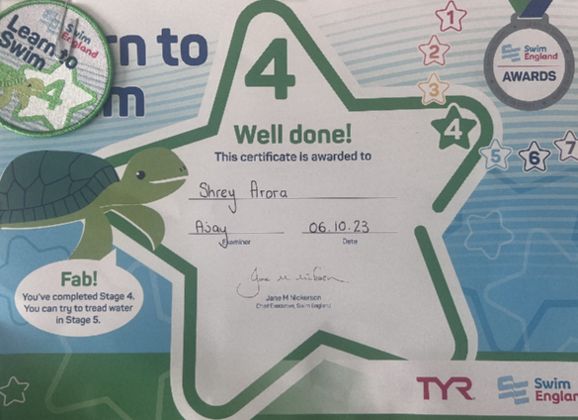 Learn to
Swim
Swim
England
4
rn to
m
4
Well done!
This certificate is awarded to
Shrey Arora
Ajay
06.10.23
Examiner
Date
Jane M Nickerson
Chief Executive, Swim England
Fab!
You've completed Stage 4.
You can try to tread water
in Stage 5.
1
2
3
4
5
6
7
Swim
England
AWARDS
TYR
Swim
Englan